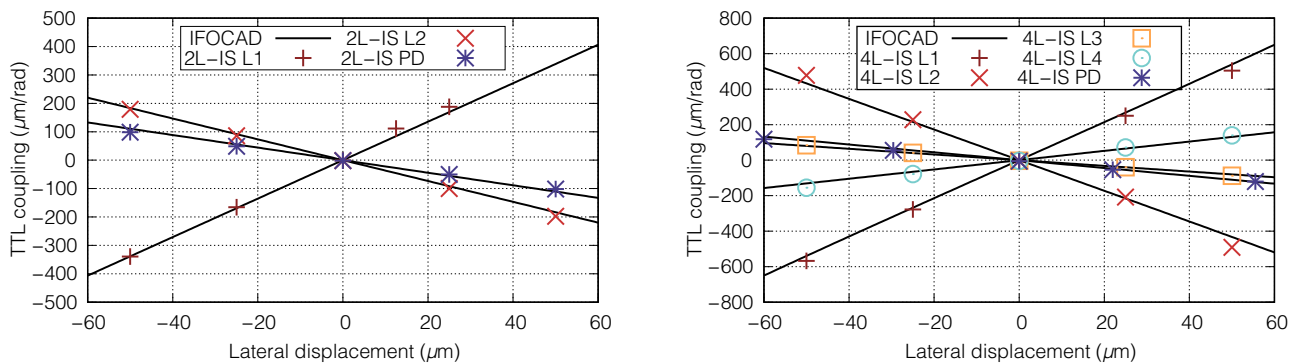 TTL coupling (µm/rad)
500
400
300
200
100
0
−100
−200
−300
−400
−500
−60 −40 −20 0 20 40 60
Lateral displacement (µm)
IFOCAD 2L−IS L2
2L−IS L1 2L−IS PD
TTL coupling (µm/rad)
800
600
400
200
0
−200
−400
−600
−800
−60 −40 −20 0 20 40 60
Lateral displacement (µm)
IFOCAD 4L−IS L3
4L−IS L1 4L−IS L4
4L−IS L2 4L−IS PD